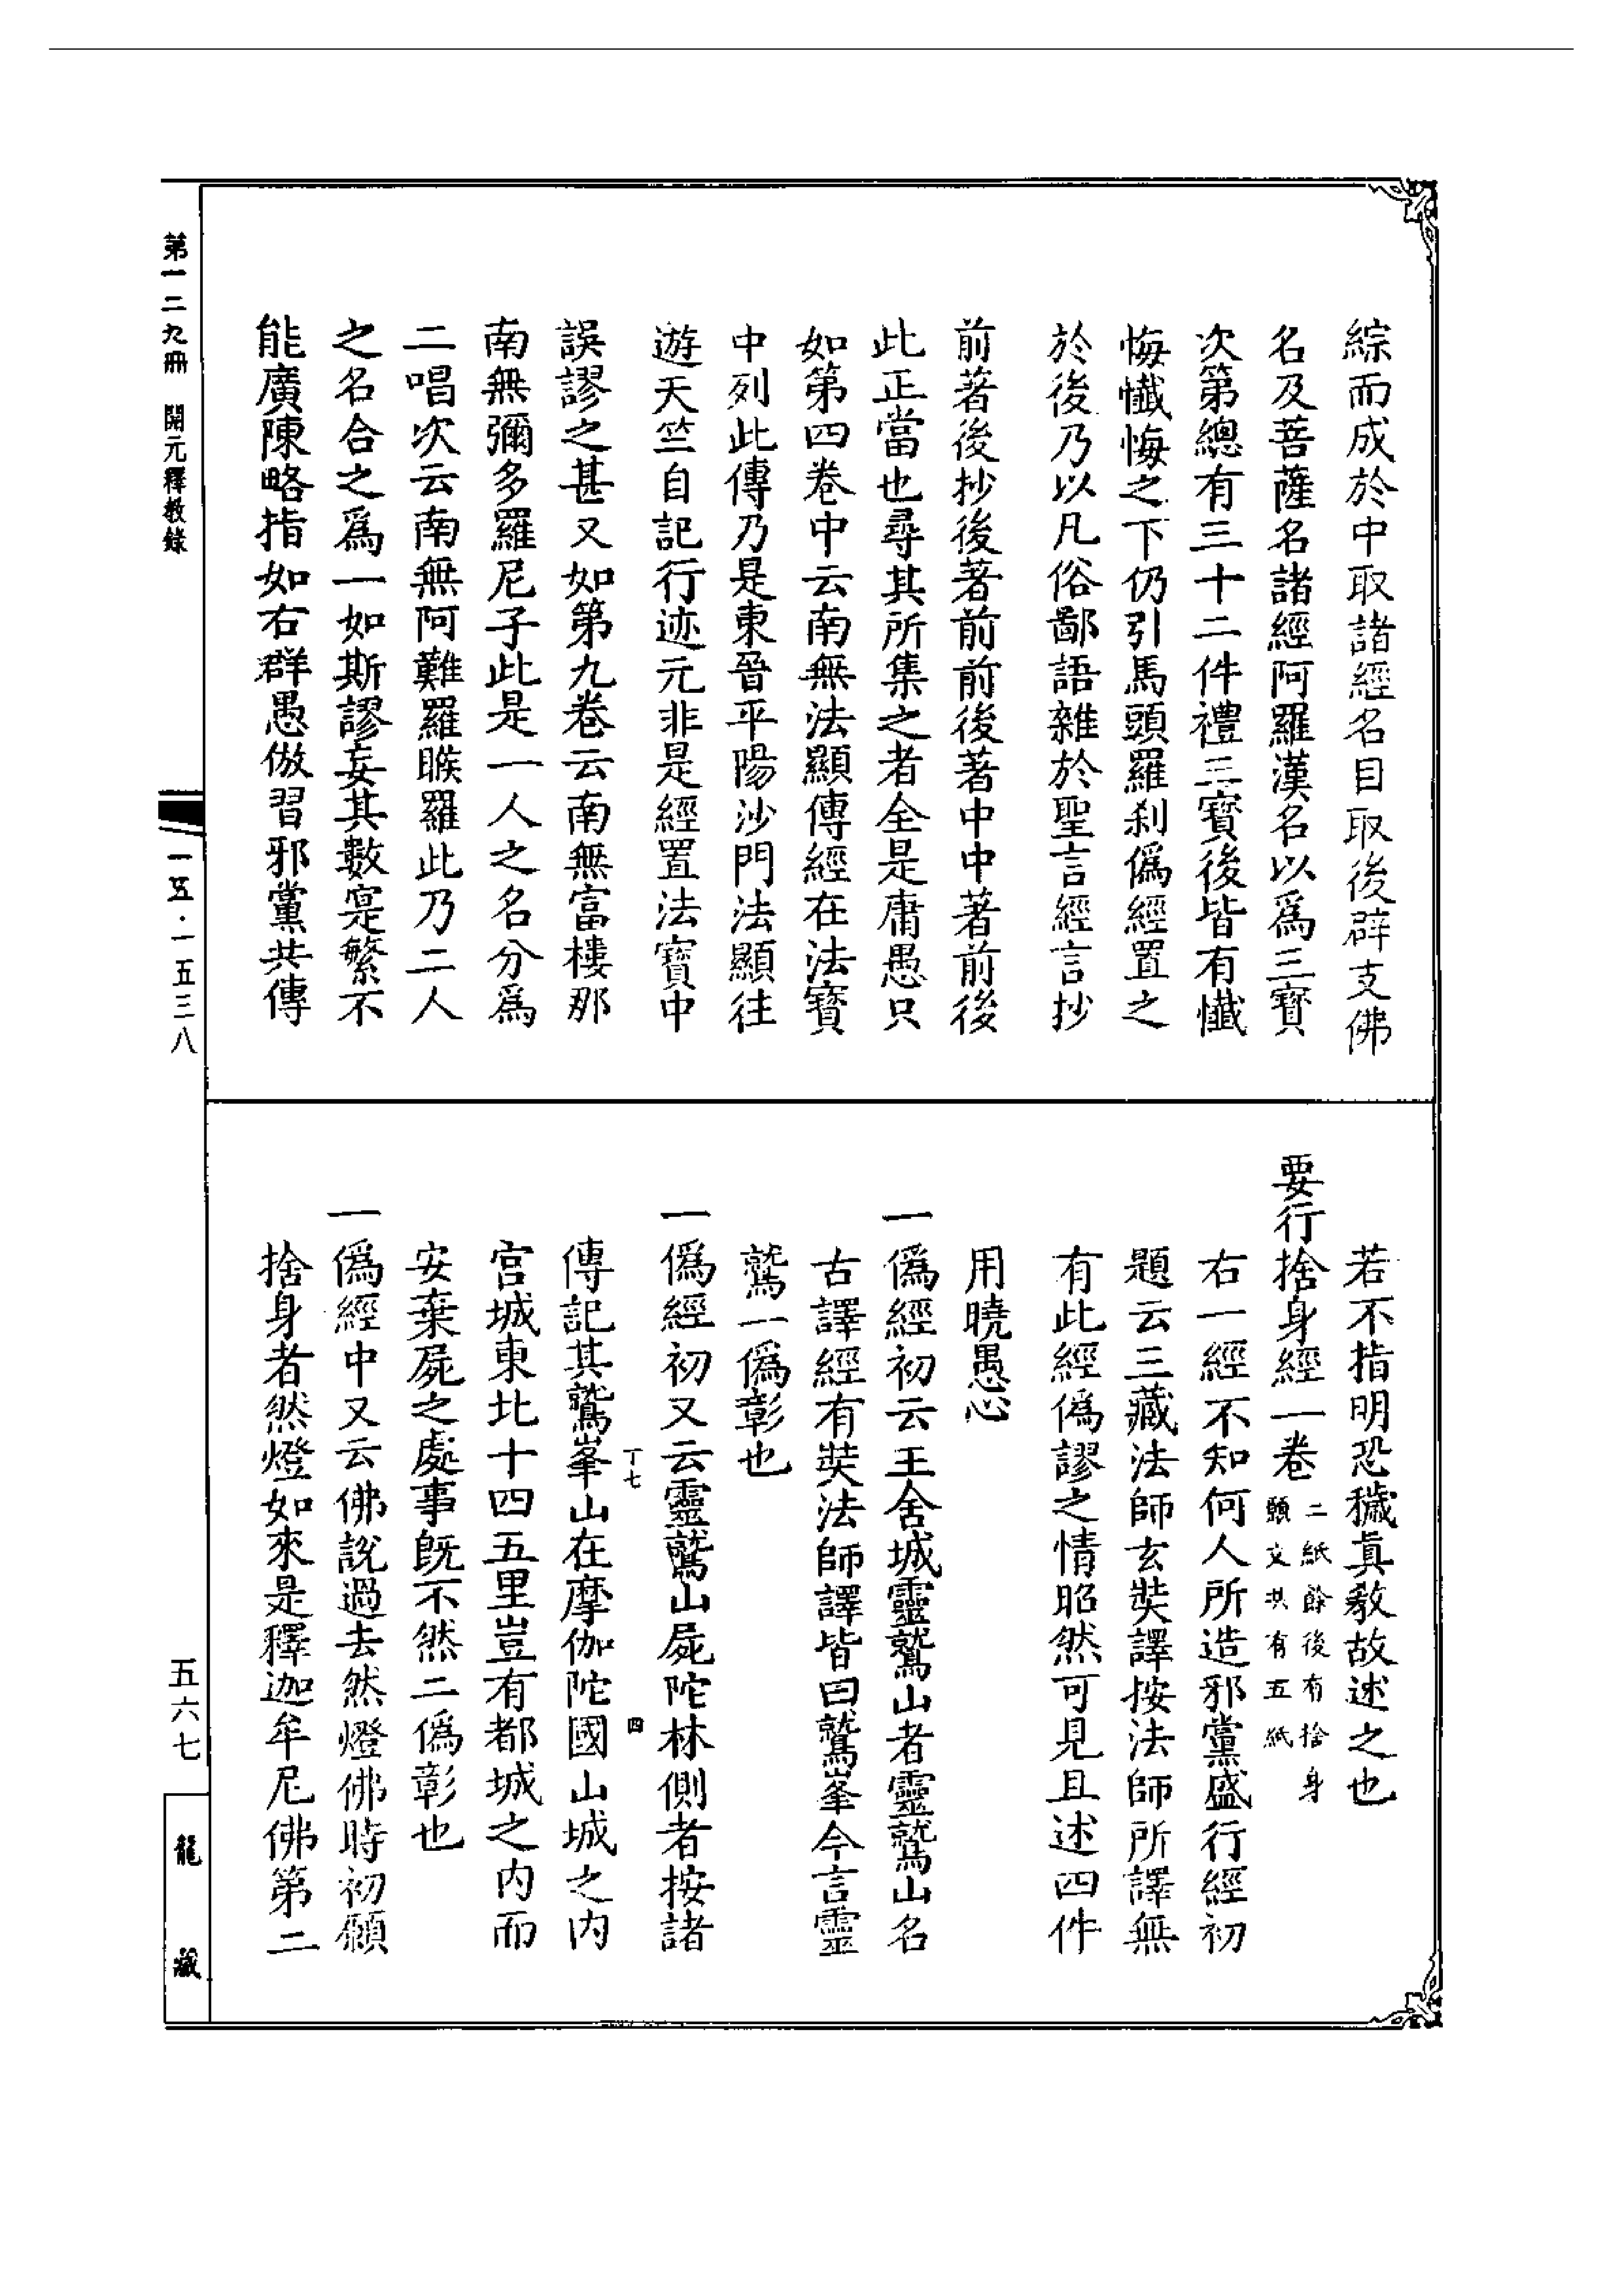 綜而成於中取諸經名目取後辟支佛
名及菩薩名諸經阿羅漢名以爲三寶
次第總有三十二件禮三寶後皆有懺
悔懺悔之下仍引馬頭羅刹僞經置之
於後乃以凡俗鄙語雜於聖言經言抄
前著後抄後著前前後著中中著前後
此正當也尋其所集之者全是庸愚只
如第四卷中云南無法顯傳經在法寶
中列此傳乃是東晉平陽沙門法顯往
遊天竺自記行迹元非是經置法寶中
誤謬之甚又如第九卷云南無富樓那
南無彌多羅尼子此是一人之名分爲
二唱次云南無阿難羅睺羅此乃二人
之名合之爲一如斯謬妄其數寔繁不
能廣陳略指如右群愚倣習邪黨共傳
若不指明恐穢真教故述之也
要行捨身經一卷 二紙餘後有捨身
願文共有五紙
右一經不知何人所造邪黨盛行經初
題云三藏法師玄奘譯按法師所譯無
有此經僞謬之情昭然可見且述四件
用曉愚心
一僞經初云王舍城靈鷲山者靈鷲山名
古譯經有奘法師譯皆曰鷲峯今言靈
鷲一僞彰也
一僞經初又云靈鷲山屍陀林側者按諸
丁七 四
傳記其鷲峯山在摩伽陀國山城之内
宮城東北十四五里豈有都城之内而
安棄屍之處事既不然二僞彰也
一僞經中又云佛説過去然燈佛時初願
捨身者然燈如來是釋迦牟尼佛第二
第一二九冊 開元釋教錄
一五·一五三八
五六七
龍藏